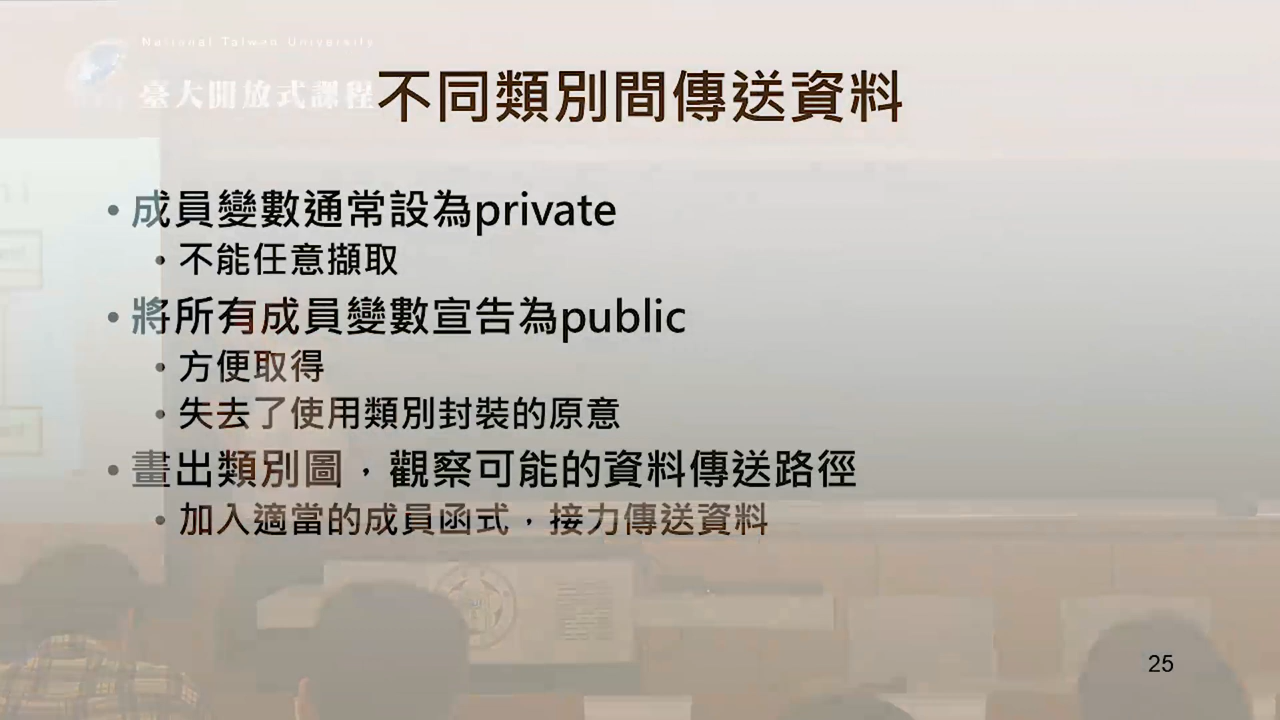 National Taiwan University
臺大開放式課程
不同類別間傳送資料
• 成員變數通常設為private
• 不能任意擷取
• 將所有成員變數宣告為public
• 方便取得
• 失去了使用類別封裝的原意
• 畫出類別圖，觀察可能的資料傳送路徑
• 加入適當的成員函式，接力傳送資料
25